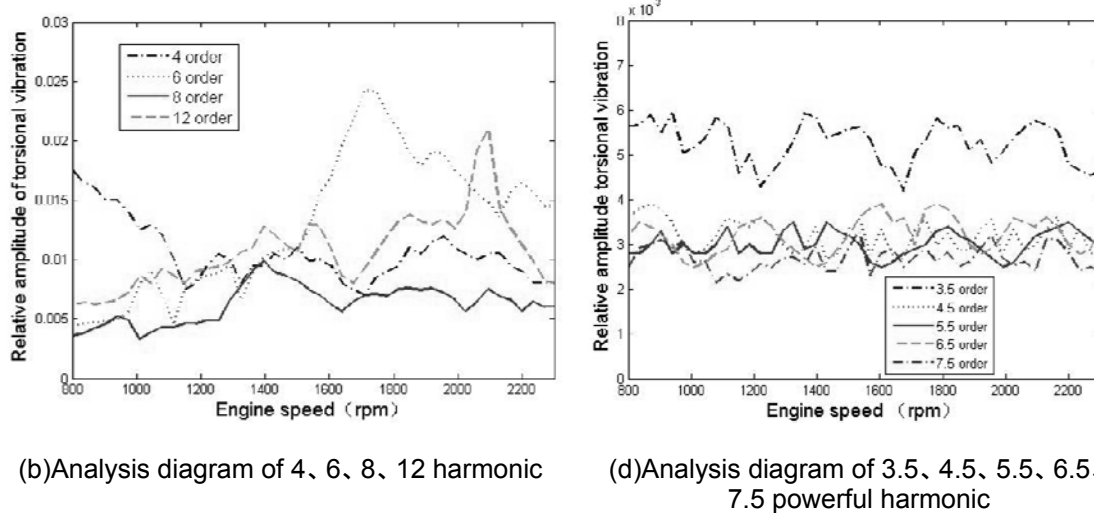 0.03
0.025
0.02
0.015
0.01
0.005
0
Relative amplitude of torsional vibration
4 order
6 order
8 order
12 order
800 1000 1200 1400 1600 1800 2000 2200
Engine speed（rpm）
(b)Analysis diagram of 4、6、8、12 harmonic
x 10⁻³
8
7
6
5
4
3
2
1
0
Relative amplitude torsional vibration
3.5 order
4.5 order
5.5 order
6.5 order
7.5 order
800 1000 1200 1400 1600 1800 2000 2200
Engine speed （rpm）
(d)Analysis diagram of 3.5、4.5、5.5、6.5、
7.5 powerful harmonic